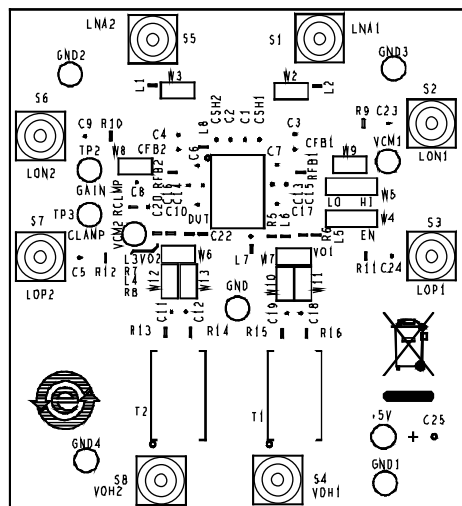 LNA2
S5
S1
LNA1
GND2
GND3
L1
W3
W2
L2
S6
S2
C9
R10
C4
L8
CSH2
C2
C1
CSH1
C3
R9
C23
TP2
W8
CFB2
C6
C7
RFB1
CFB1
W9
VCM1
LON2
LON1
GAIN
RFB2
C8
RCLMP
C14
C13
C15
W5
LO
HI
S7
TP3
C20
C10
C17
W4
S3
CLAMP
VCM2
DUT
C22
R5
L6
R6
L5
EN
C5
R12
L3
VO2
W6
L7
W7
VO1
R11
C24
LOP2
R7
L4
R8
W12
W13
W10
W11
LOP1
GND
C11
C12
C19
C18
R13
R14
R15
R16
T2
T1
+5V
C25
+
GND4
GND1
S8
VOH2
S4
VOH1